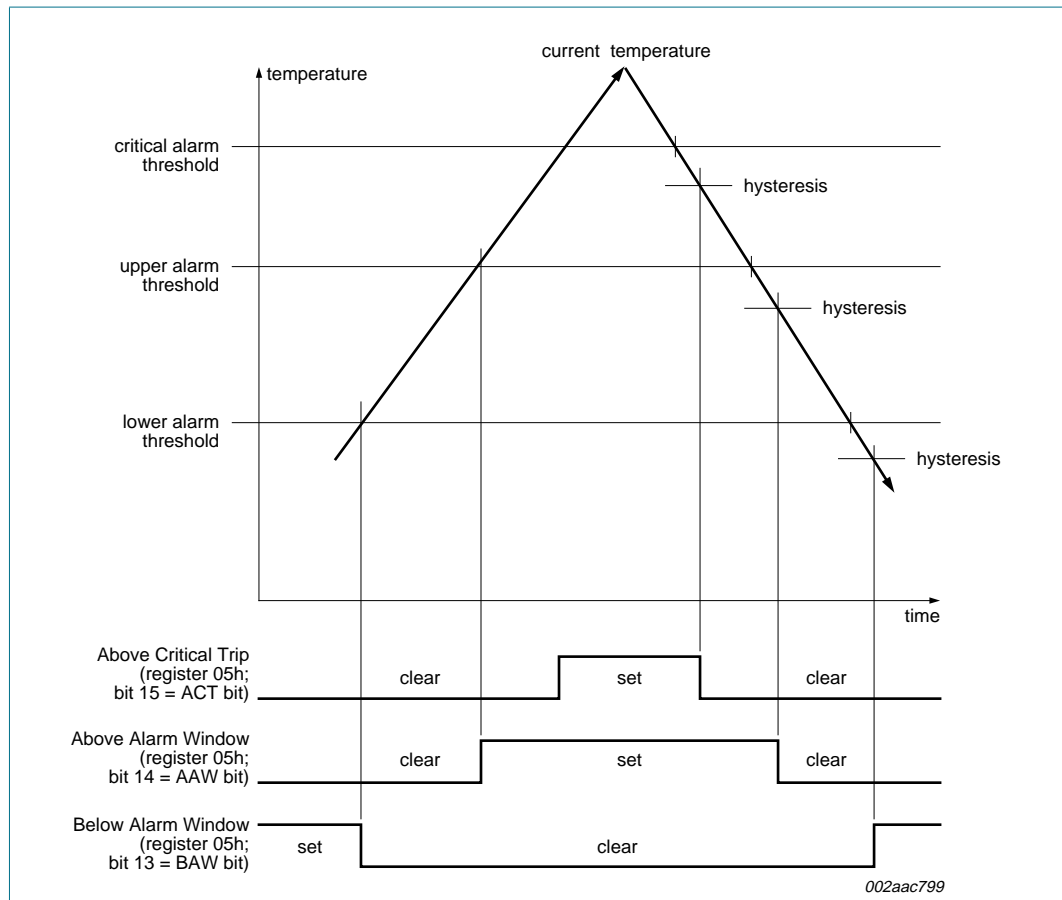 current temperature
temperature
critical alarm
threshold
hysteresis
upper alarm
threshold
hysteresis
lower alarm
threshold
hysteresis
time
Above Critical Trip
(register 05h;
bit 15 = ACT bit)
clear
set
clear
Above Alarm Window
(register 05h;
bit 14 = AAW bit)
clear
set
clear
Below Alarm Window
(register 05h;
bit 13 = BAW bit)
set
clear
002aac799